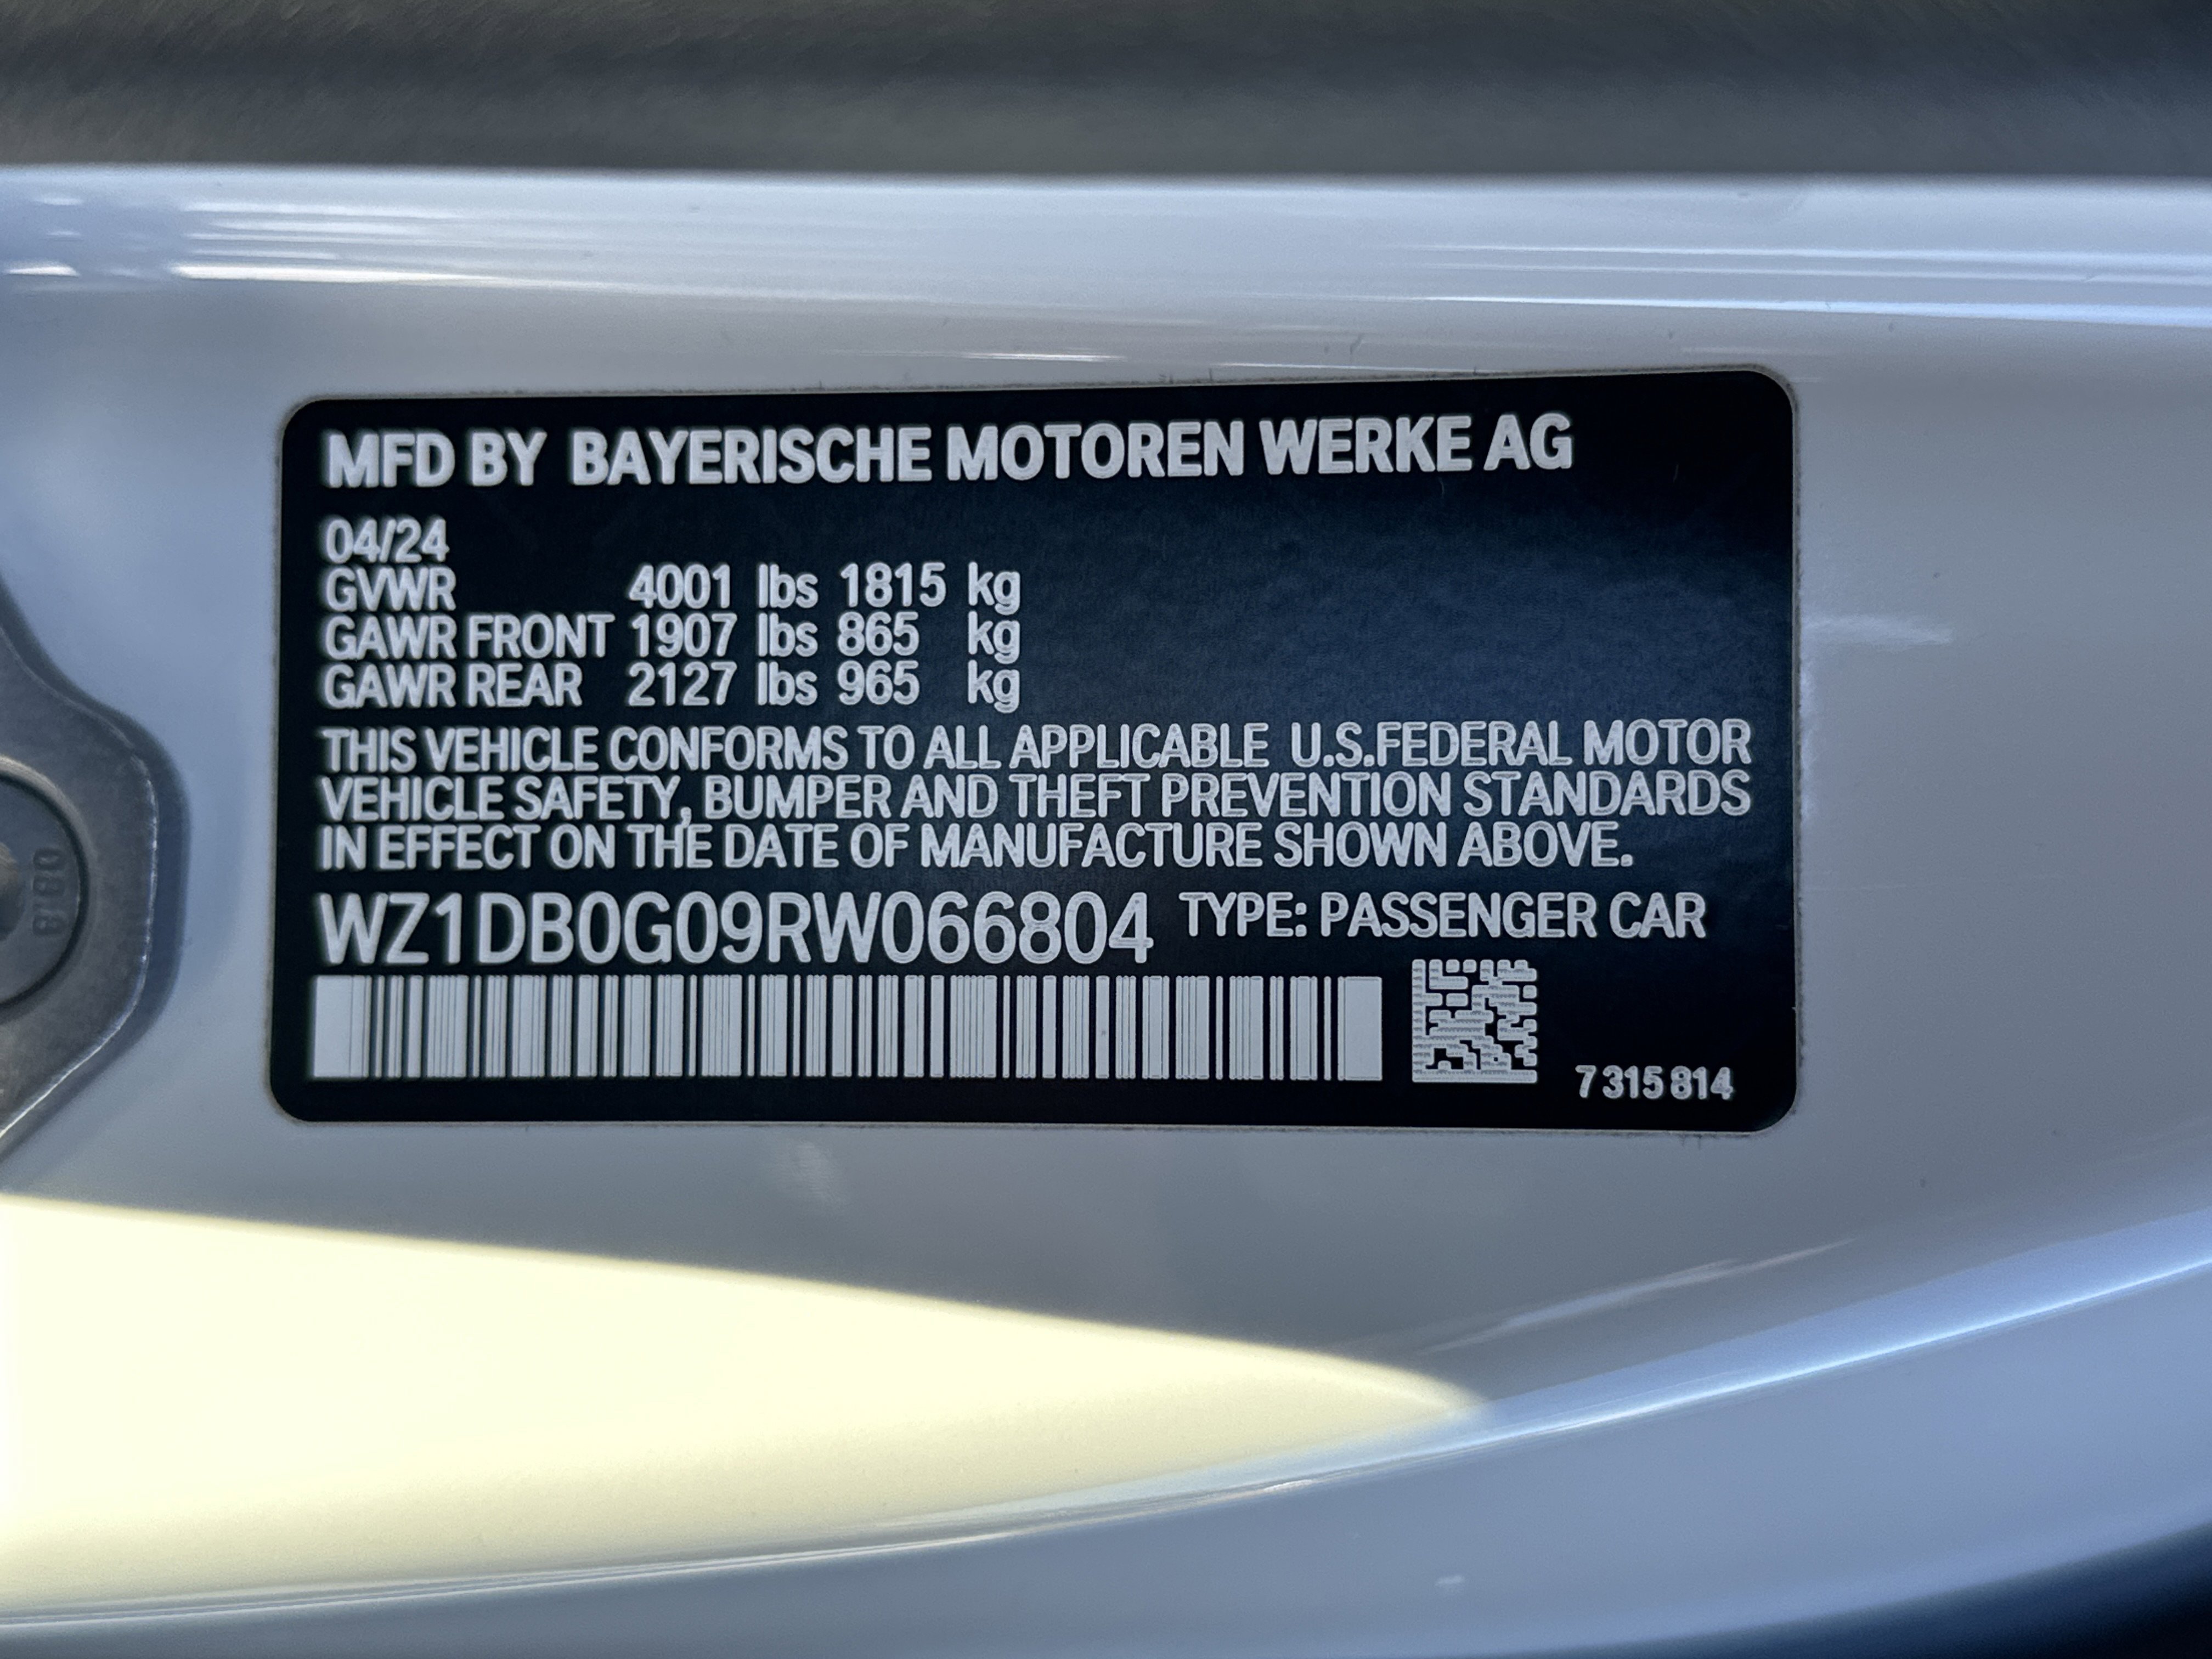 MFD BY BAYERISCHE MOTOREN WERKE AG
04/24
GVWR 4001 lbs 1815 kg
GAWR FRONT 1907 lbs 865 kg
GAWR REAR 2127 lbs 965 kg
THIS VEHICLE CONFORMS TO ALL APPLICABLE U.S.FEDERAL MOTOR
VEHICLE SAFETY, BUMPER AND THEFT PREVENTION STANDARDS
IN EFFECT ON THE DATE OF MANUFACTURE SHOWN ABOVE.
WZ1DB0G09RW066804 TYPE: PASSENGER CAR
7 315 814